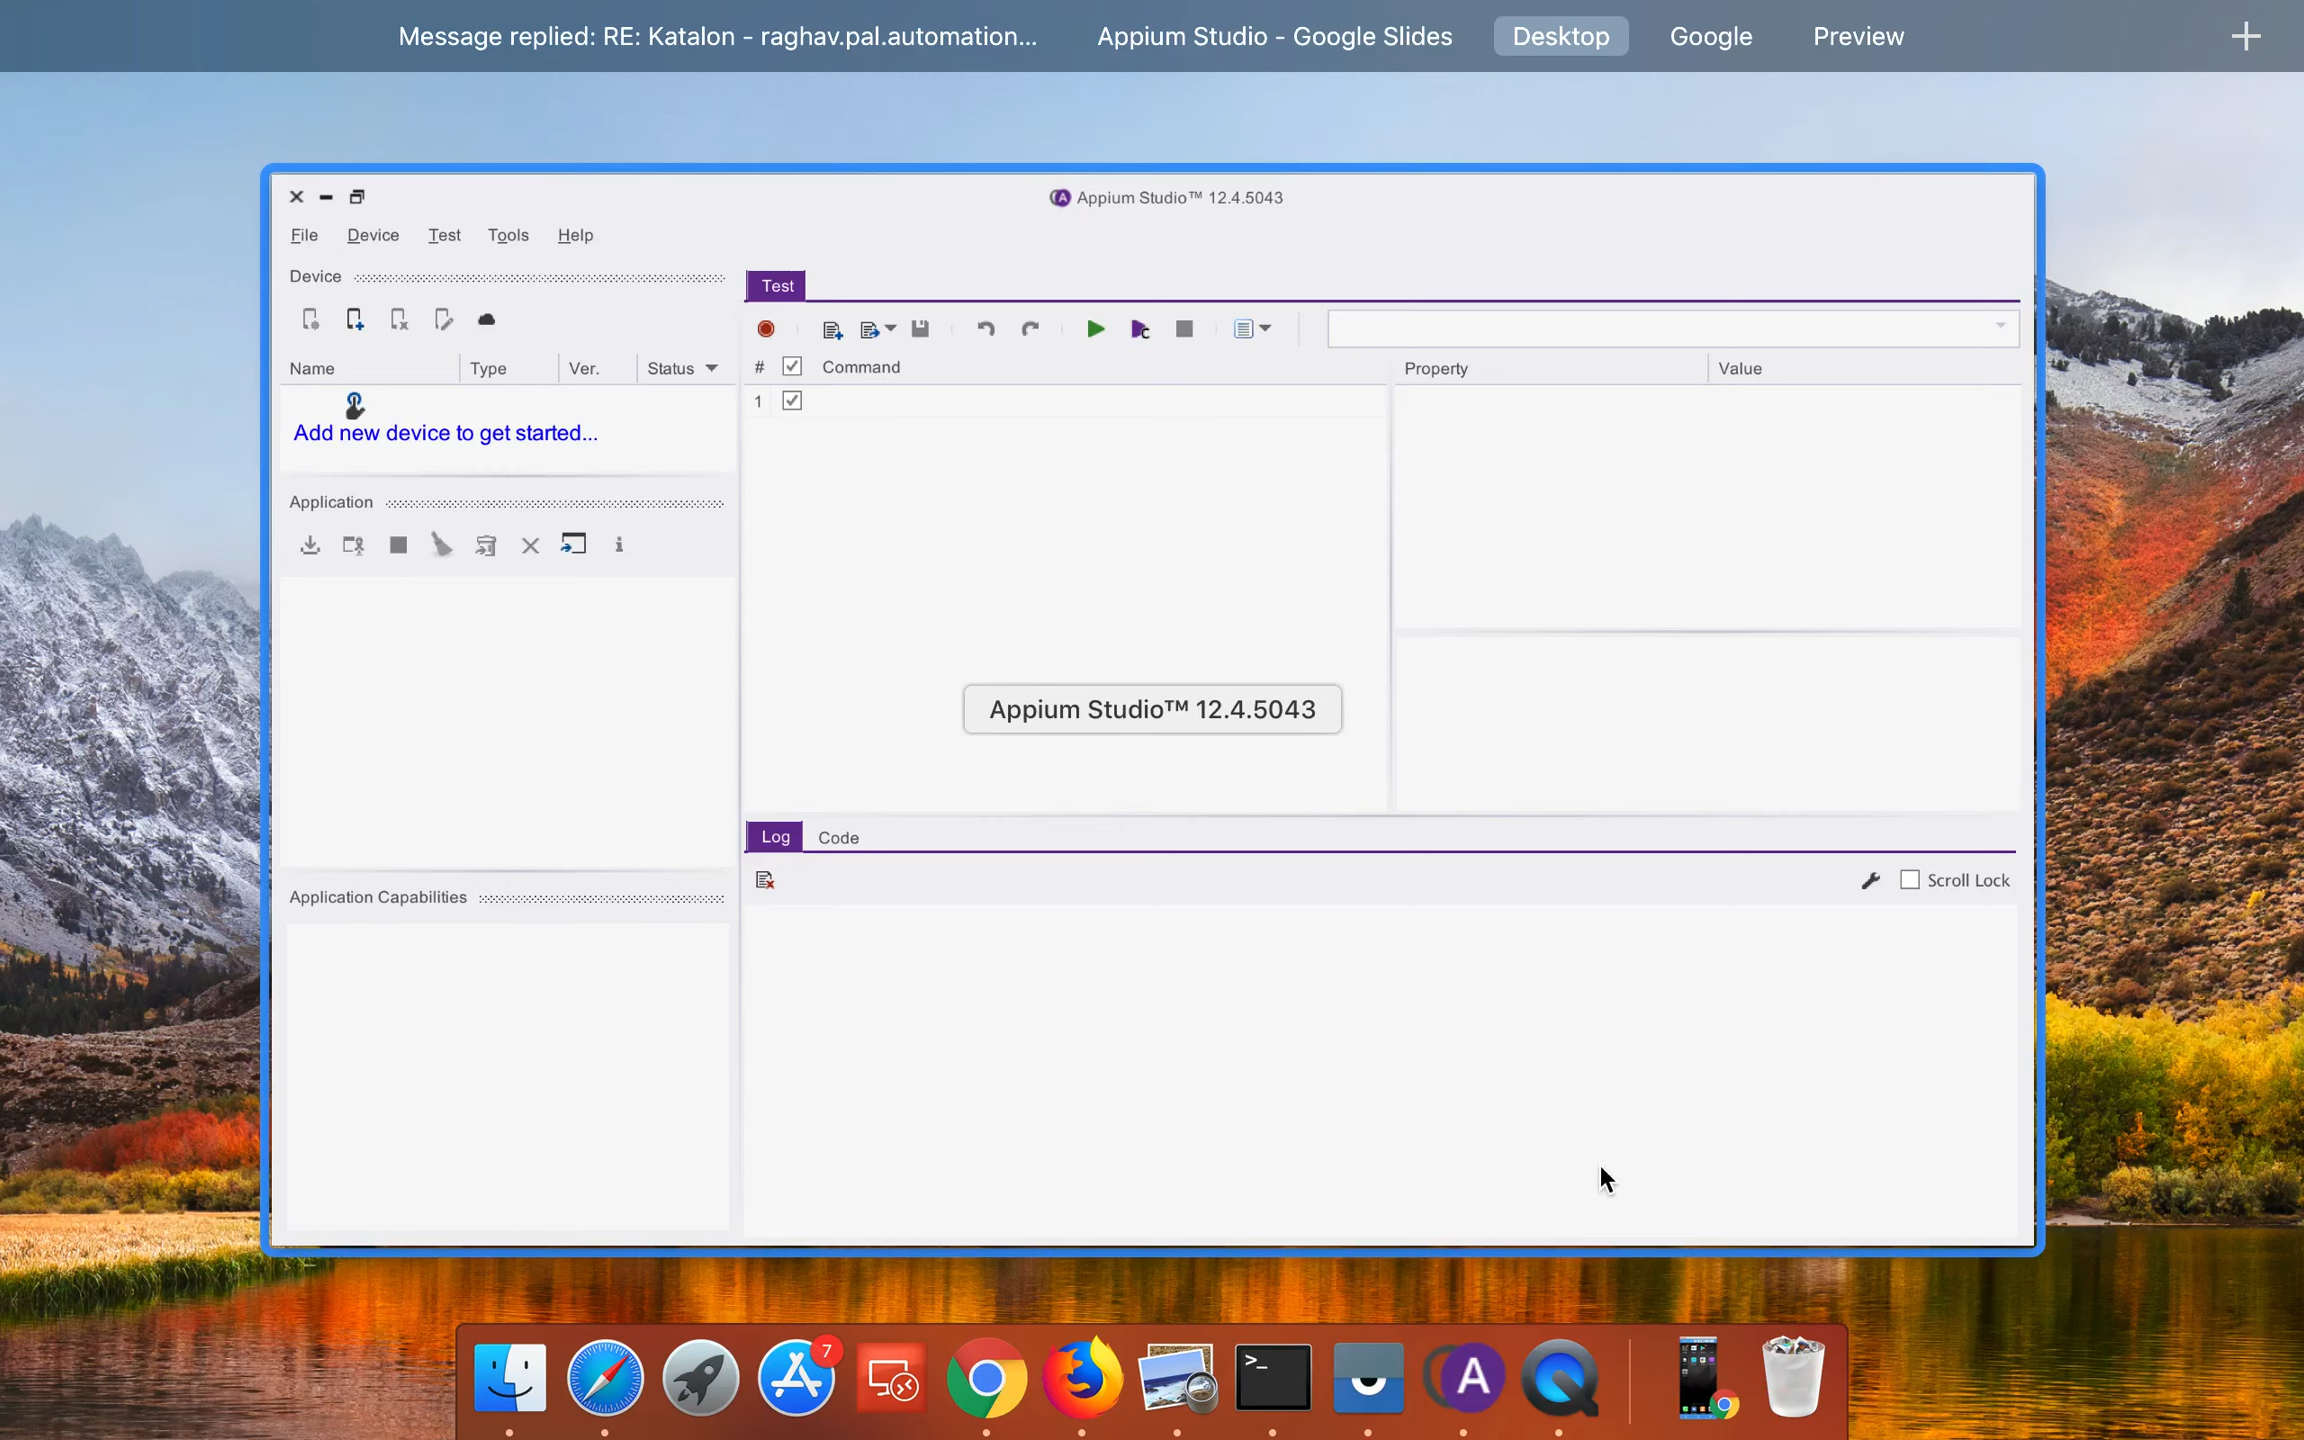 Message replied: RE: Katalon - raghav.pal.automation... Appium Studio - Google Slides Desktop Google Preview
Appium Studio™ 12.4.5043
File Device Test Tools Help
Device
Test
Name Type Ver. Status
# Command Property Value
1
Add new device to get started...
Application
Appium Studio™ 12.4.5043
Log Code
Scroll Lock
Application Capabilities
7
>_
A